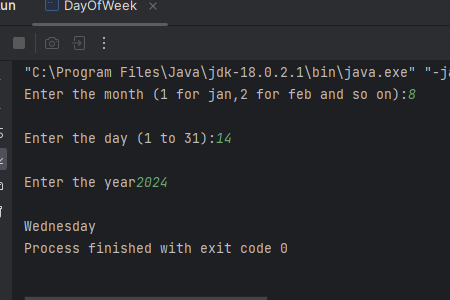 DayOfWeek
"C:\Program Files\Java\jdk-18.0.2.1\bin\java.exe"
Enter the month (1 for jan,2 for feb and so on):8
Enter the day (1 to 31):14
Enter the year2024
Wednesday
Process finished with exit code 0